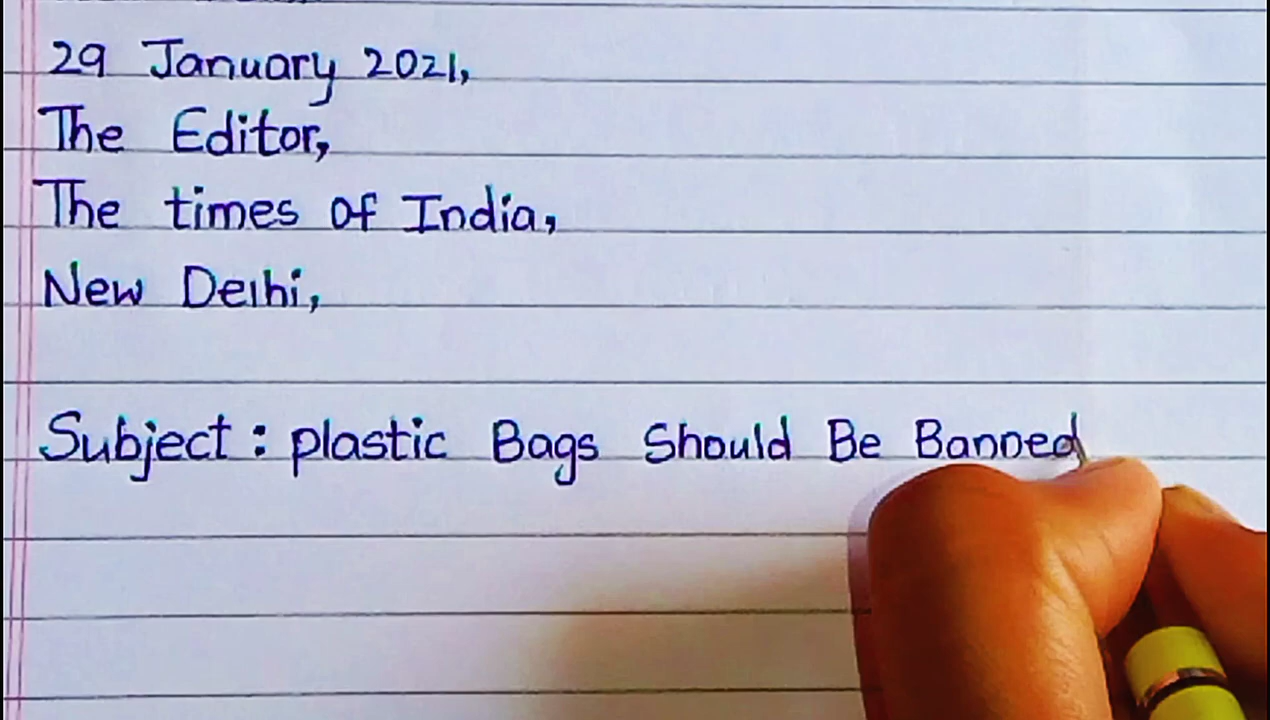 29 January 2021,
The Editor,
The times of India,
New Delhi,
Subject : plastic Bags Should Be Banned